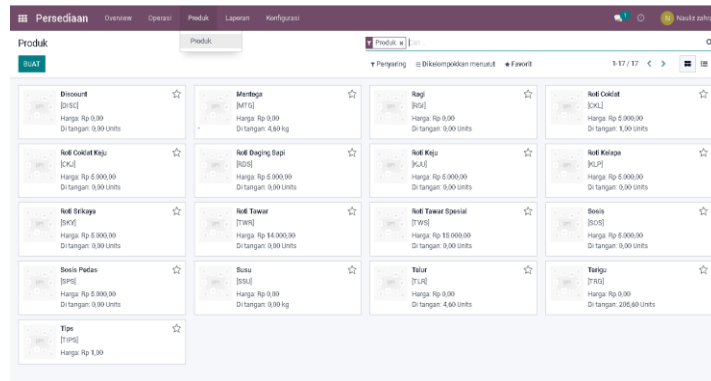 Persediaan Overview Operasi Produk Laporan Konfigurasi 1 N Naulia zahra
Produk
Produk
Produk x Cari...
BUAT
Penyaring Dikelompokkan menurut Favorit 1-17 / 17
Discount
[DISC]
Harga: Rp 0,00
Di tangan: 0,00 Units
Mentega
[MTG]
Harga: Rp 0,00
Di tangan: 4,60 kg
Ragi
[RGI]
Harga: Rp 0,00
Di tangan: 0,00 Units
Roti Coklat
[CKL]
Harga: Rp 5.000,00
Di tangan: 1,00 Units
Roti Coklat Keju
[CKJ]
Harga: Rp 5.000,00
Di tangan: 0,00 Units
Roti Daging Sapi
[RDS]
Harga: Rp 5.000,00
Di tangan: 0,00 Units
Roti Keju
[KJU]
Harga: Rp 5.000,00
Di tangan: 0,00 Units
Roti Kelapa
[KLP]
Harga: Rp 5.000,00
Di tangan: 0,00 Units
Roti Srikaya
[SKY]
Harga: Rp 5.000,00
Di tangan: 0,00 Units
Roti Tawar
[TWR]
Harga: Rp 14.000,00
Di tangan: 0,00 Units
Roti Tawar Spesial
[TWS]
Harga: Rp 15.000,00
Di tangan: 0,00 Units
Sosis
[SOS]
Harga: Rp 5.000,00
Di tangan: 0,00 Units
Sosis Pedas
[SPS]
Harga: Rp 5.000,00
Di tangan: 0,00 Units
Susu
[SSU]
Harga: Rp 0,00
Di tangan: 0,00 kg
Telur
[TLR]
Harga: Rp 0,00
Di tangan: 4,60 Units
Terigu
[TRG]
Harga: Rp 0,00
Di tangan: 205,60 Units
Tips
[TIPS]
Harga: Rp 1,00